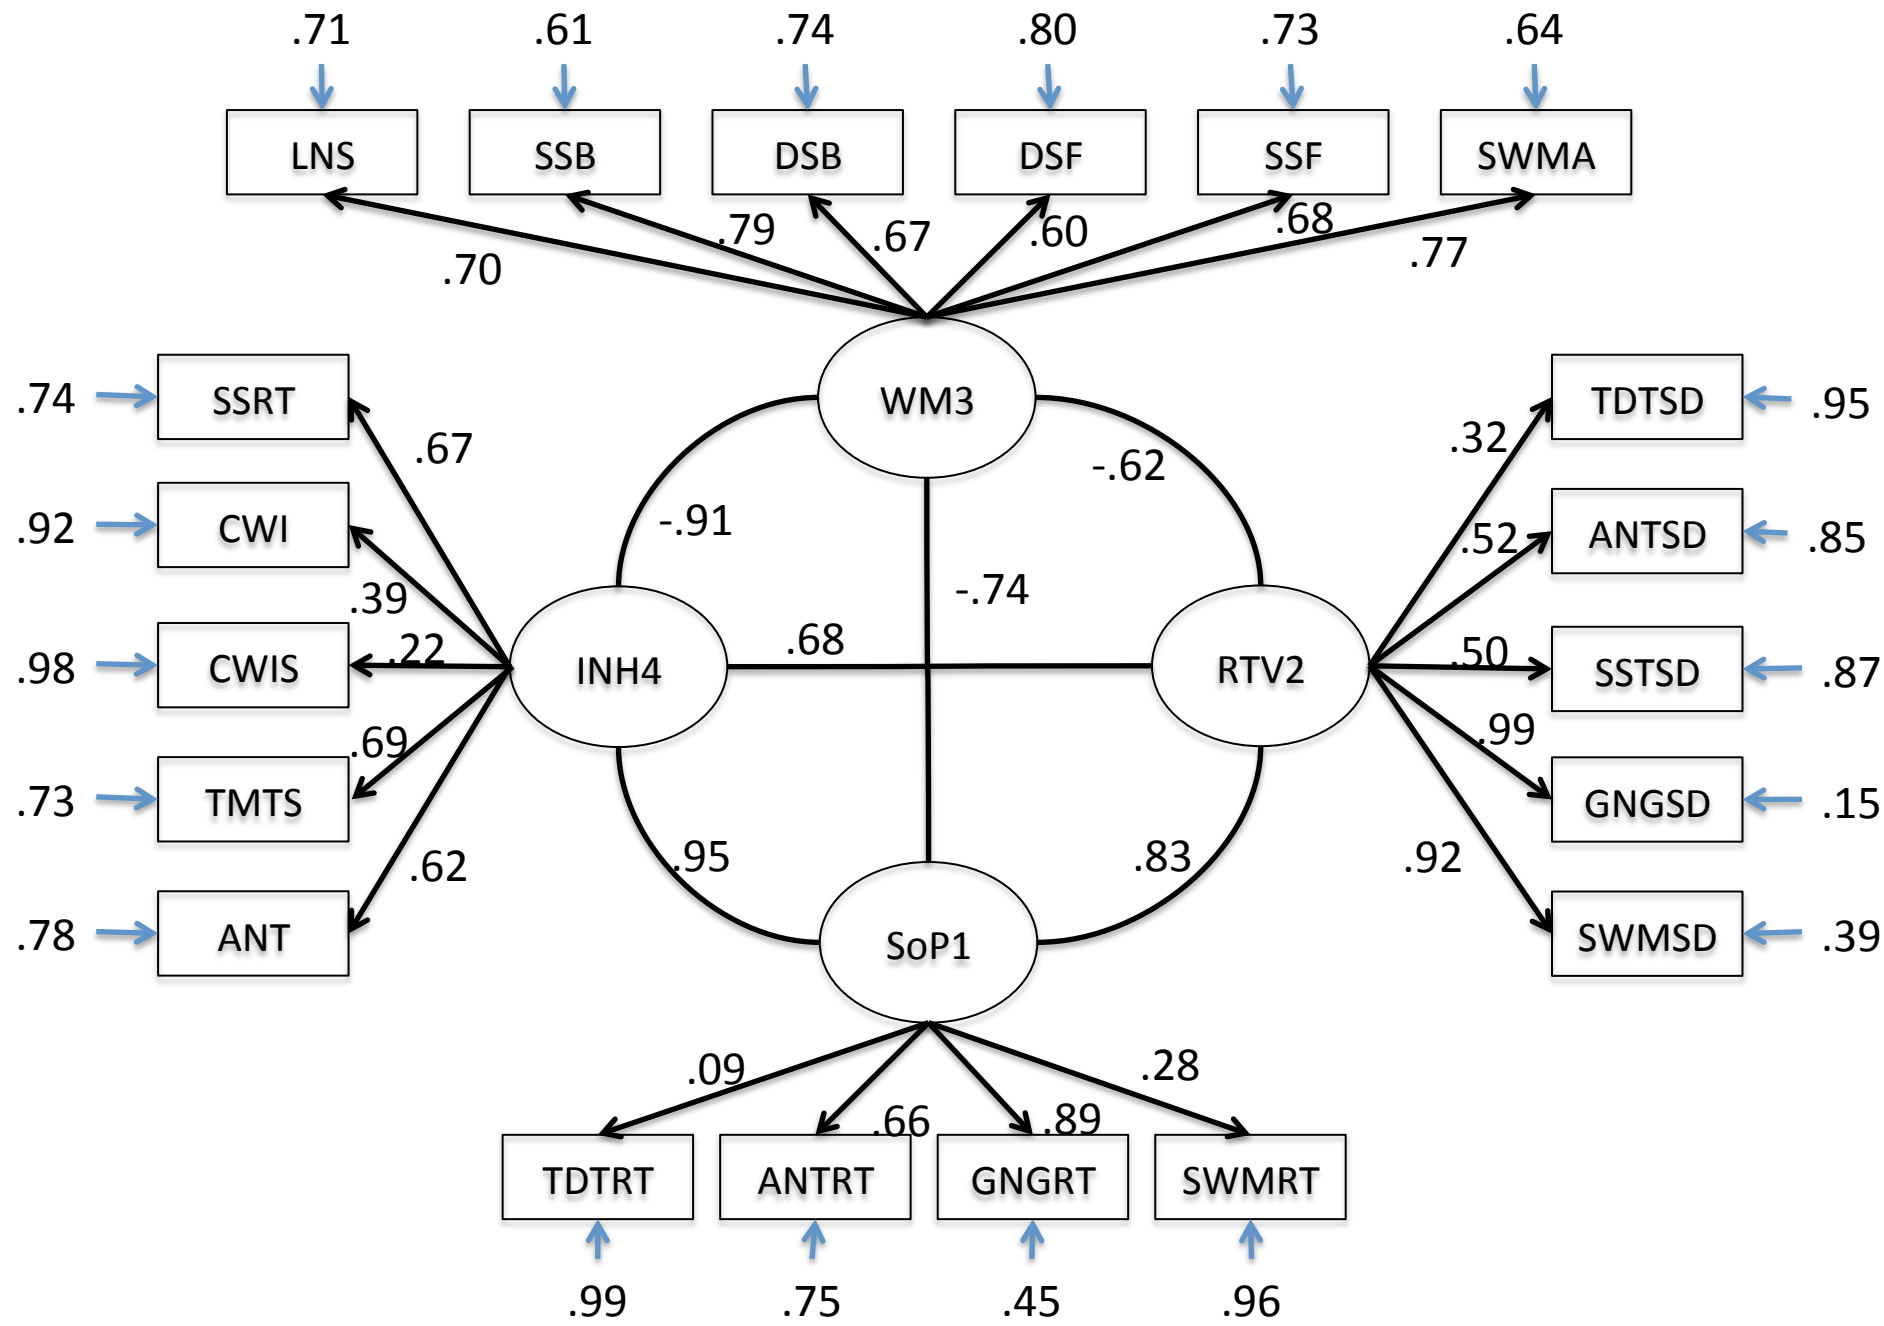 .71 .61 .74 .80 .73 .64
LNS SSB DSB DSF SSF SWMA
.70 .79 .67 .60 .68 .77
WM3
.74 SSRT .67
.92 CWI .39
.98 CWIS .22
.73 TMTS .69
.78 ANT .62
-.91 -.62
-.74
INH4 .68 RTV2
.95 .83
SoP1
.32 TDTSD .95
.52 ANTSD .85
.50 SSTSD .87
.99 GNGSD .15
.92 SWMSD .39
.09 .66 .89 .28
TDTRT ANTRT GNGRT SWMRT
.99 .75 .45 .96